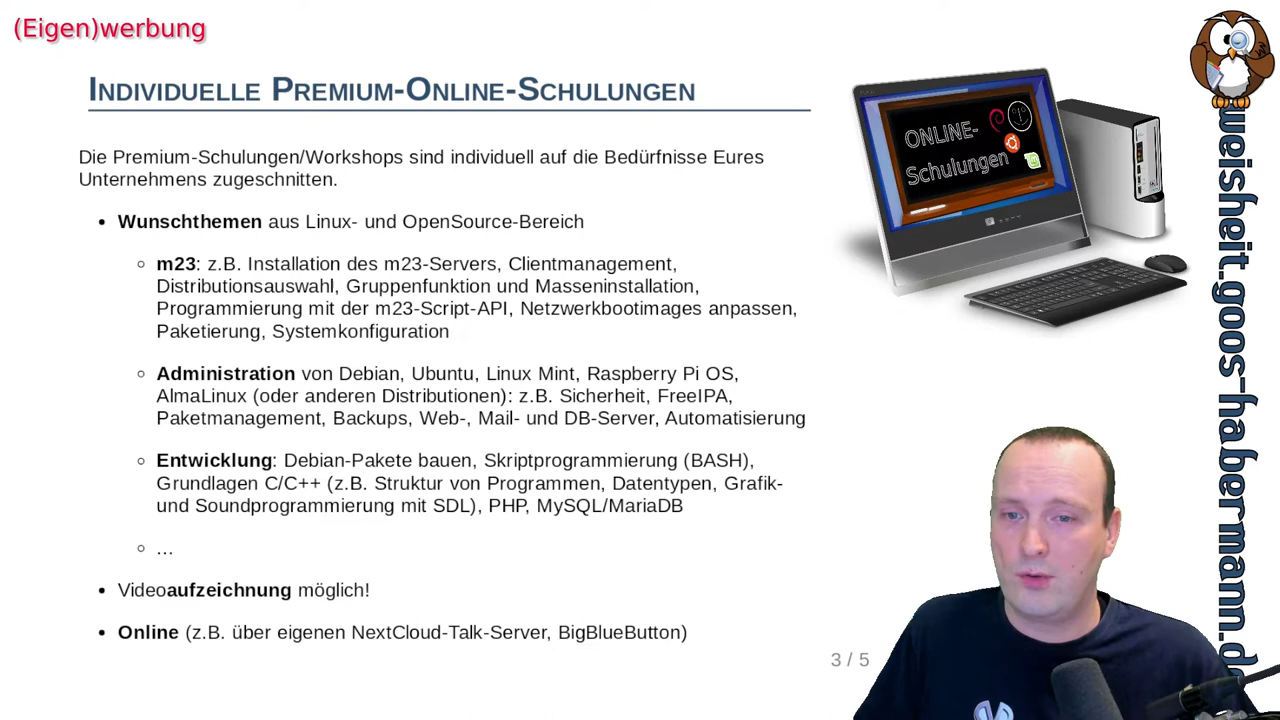 (Eigen)werbung
Individuelle Premium-Online-Schulungen
Die Premium-Schulungen/Workshops sind individuell auf die Bedürfnisse Eures
Unternehmens zugeschnitten.
• Wunschthemen aus Linux- und OpenSource-Bereich
◦ m23: z.B. Installation des m23-Servers, Clientmanagement,
Distributionsauswahl, Gruppenfunktion und Masseninstallation,
Programmierung mit der m23-Script-API, Netzwerkbootimages anpassen,
Paketierung, Systemkonfiguration
◦ Administration von Debian, Ubuntu, Linux Mint, Raspberry Pi OS,
AlmaLinux (oder anderen Distributionen): z.B. Sicherheit, FreeIPA,
Paketmanagement, Backups, Web-, Mail- und DB-Server, Automatisierung
◦ Entwicklung: Debian-Pakete bauen, Skriptprogrammierung (BASH),
Grundlagen C/C++ (z.B. Struktur von Programmen, Datentypen, Grafik-
und Soundprogrammierung mit SDL), PHP, MySQL/MariaDB
◦ ...
• Videoaufzeichnung möglich!
• Online (z.B. über eigenen NextCloud-Talk-Server, BigBlueButton)
3 / 5
ONLINE-
Schulungen
weisheit.goos-habermann.de